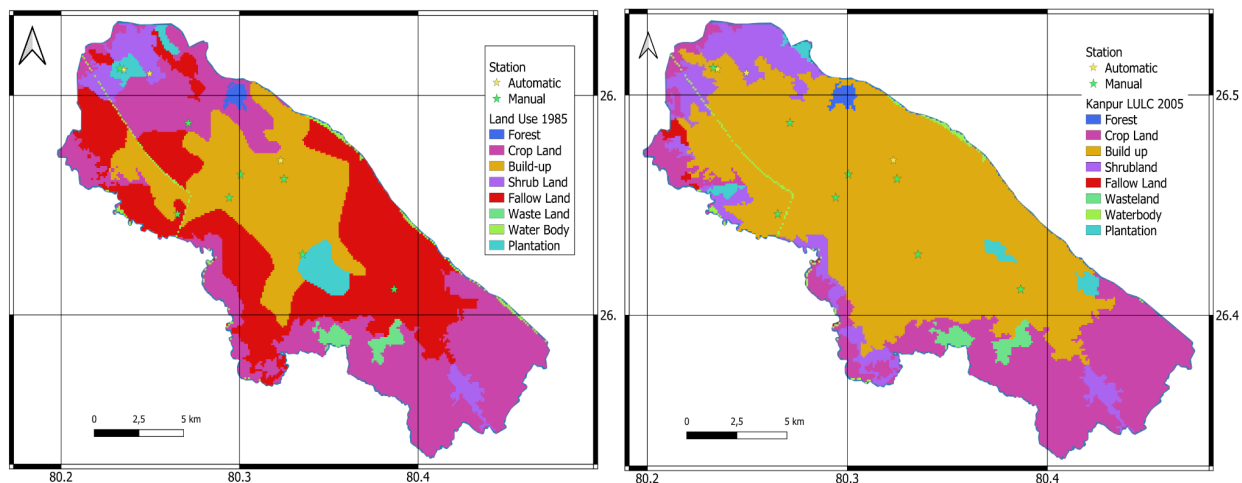 Station
Automatic
Manual
Land Use 1985
Forest
Crop Land
Build-up
Shrub Land
Fallow Land
Waste Land
Water Body
Plantation
26.
26.
0 2,5 5 km
80.2 80.3 80.4
Station
Automatic
Manual
Kanpur LULC 2005
Forest
Crop Land
Build up
Shrubland
Fallow Land
Wasteland
Waterbody
Plantation
26.5
26.4
0 2,5 5 km
80.2 80.3 80.4